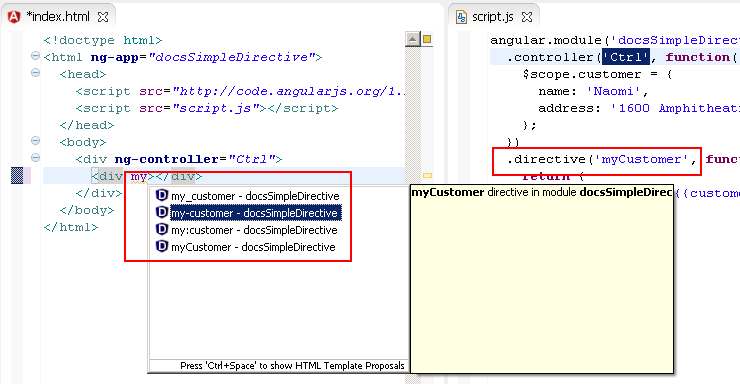 *index.html
<!doctype html>
<html ng-app="docsSimpleDirective">
<head>
<script src="http://code.angularjs.org/1.
<script src="script.js"></script>
</head>
<body>
<div ng-controller="Ctrl">
<div my></div>
</div>
</body>
</html>
my_customer - docsSimpleDirective
my-customer - docsSimpleDirective
my:customer - docsSimpleDirective
myCustomer - docsSimpleDirective
Press 'Ctrl+Space' to show HTML Template Proposals
myCustomer directive in module docsSimpleDirec
script.js
angular.module('docsSimpleDirec
.controller('Ctrl', function(
$scope.customer = {
name: 'Naomi',
address: '1600 Amphitheat
};
})
.directive('myCustomer', func
return {
{{custome